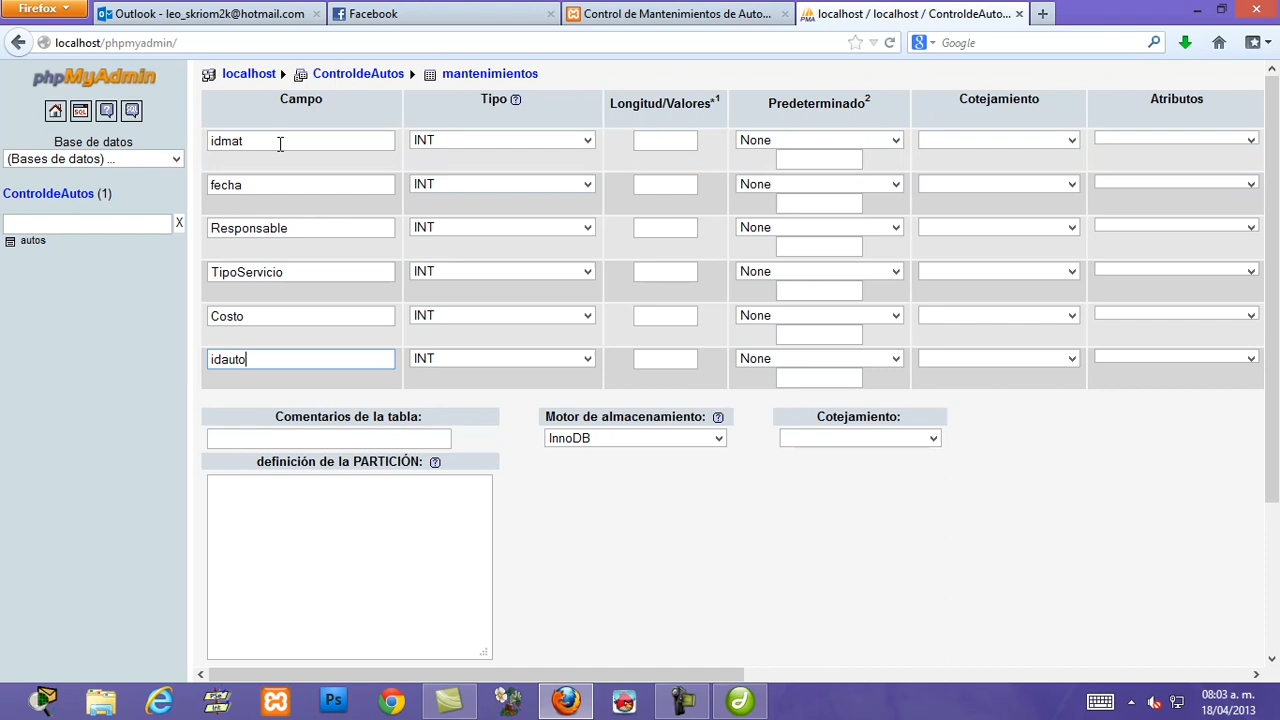 Firefox
Outlook - leo_skriom2k@hotmail.com
Facebook
Control de Mantenimientos de Auto...
PMA
localhost / localhost / ControldeAuto...
localhost/phpmyadmin/
Google
phpMyAdmin
SQL
Base de datos
(Bases de datos) ...
ControldeAutos (1)
X
autos
localhost
ControldeAutos
mantenimientos
Campo
Tipo
Longitud/Valores*1
Predeterminado2
Cotejamiento
Atributos
idmat
INT
None
fecha
INT
None
Responsable
INT
None
TipoServicio
INT
None
Costo
INT
None
idauto
INT
None
Comentarios de la tabla:
Motor de almacenamiento:
Cotejamiento:
InnoDB
definición de la PARTICIÓN:
Ps
08:03 a. m.
18/04/2013